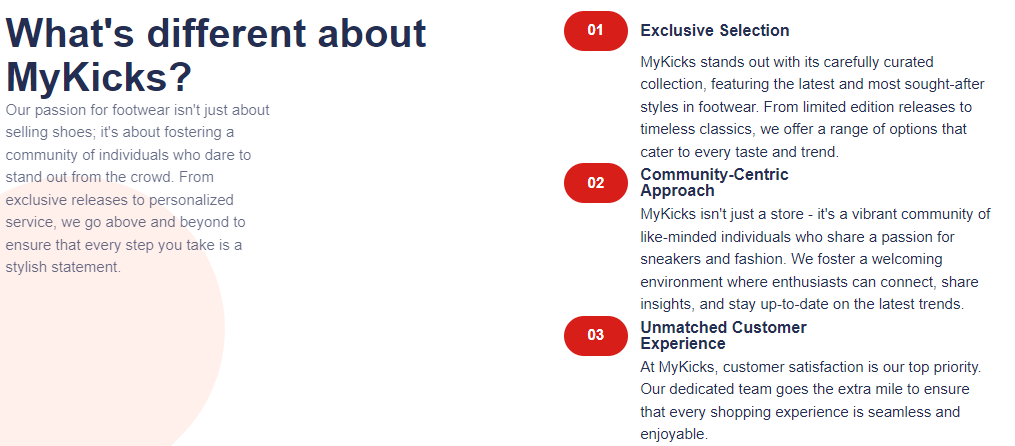 What's different about
MyKicks?
Our passion for footwear isn't just about
selling shoes; it's about fostering a
community of individuals who dare to
stand out from the crowd. From
exclusive releases to personalized
service, we go above and beyond to
ensure that every step you take is a
stylish statement.
01
Exclusive Selection
MyKicks stands out with its carefully curated
collection, featuring the latest and most sought-after
styles in footwear. From limited edition releases to
timeless classics, we offer a range of options that
cater to every taste and trend.
02
Community-Centric
Approach
MyKicks isn't just a store - it's a vibrant community of
like-minded individuals who share a passion for
sneakers and fashion. We foster a welcoming
environment where enthusiasts can connect, share
insights, and stay up-to-date on the latest trends.
03
Unmatched Customer
Experience
At MyKicks, customer satisfaction is our top priority.
Our dedicated team goes the extra mile to ensure
that every shopping experience is seamless and
enjoyable.